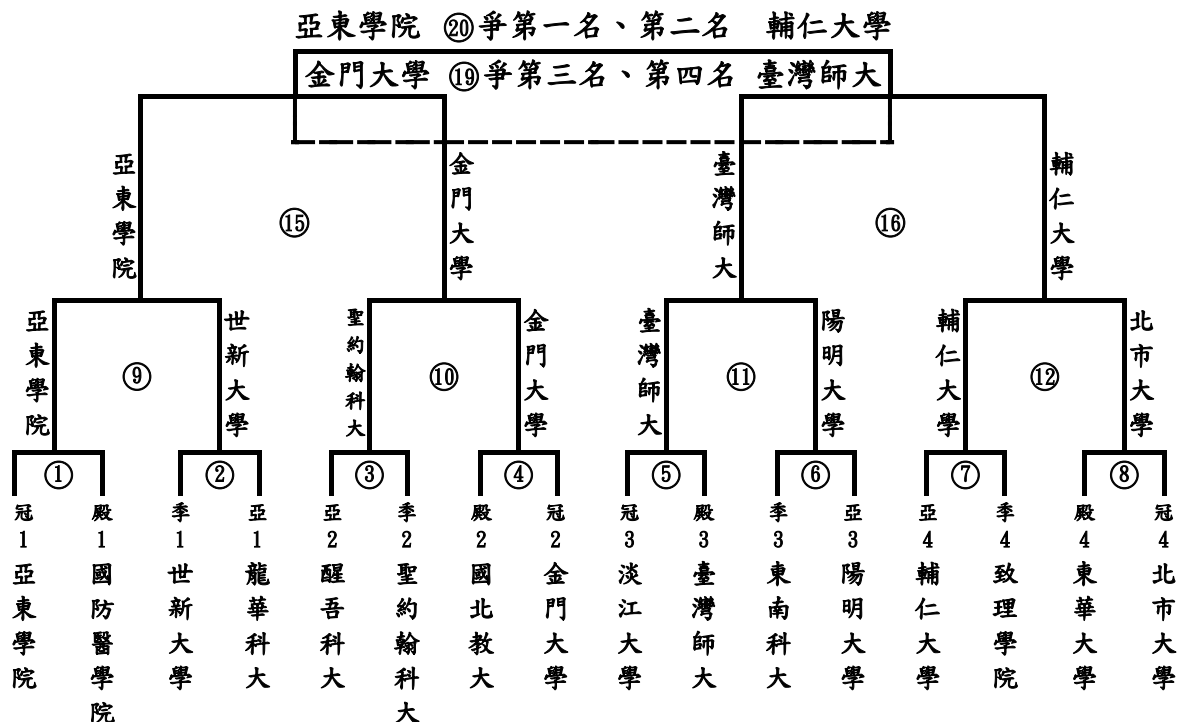 亞東學院 ⑳爭第一名、第二名 輔仁大學
金門大學 ⑲爭第三名、第四名 臺灣師大
亞東學院
⑮
金門大學
臺灣師大
⑯
輔仁大學
亞東學院
⑨
世新大學
聖約翰科大
⑩
金門大學
臺灣師大
⑪
陽明大學
輔仁大學
⑫
北市大學
①
②
③
④
⑤
⑥
⑦
⑧
冠1亞東學院
殿1國防醫學院
季1世新大學
亞1龍華科大
亞2醒吾科大
季2聖約翰科大
殿2國北教大
冠2金門大學
冠3淡江大學
殿3臺灣師大
季3東南科大
亞3陽明大學
亞4輔仁大學
季4致理學院
殿4東華大學
冠4北市大學